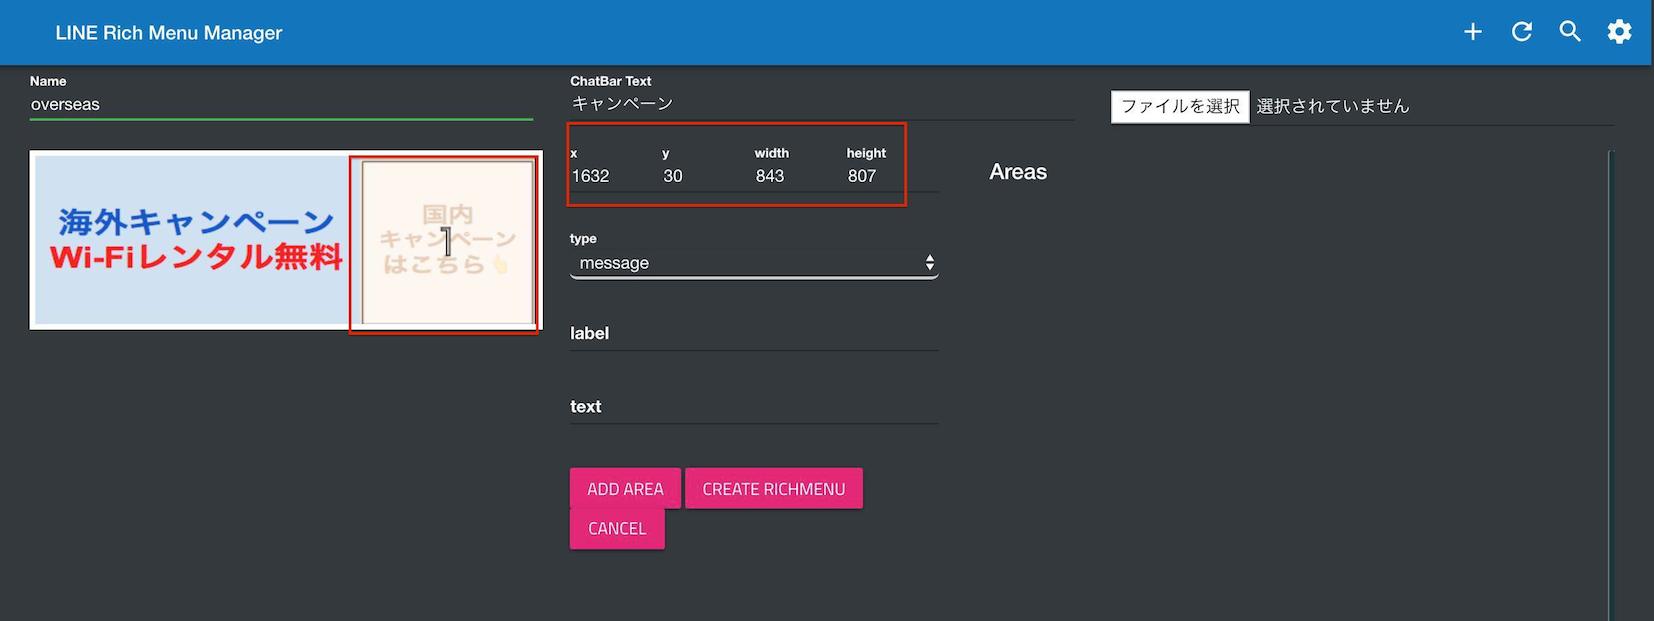 LINE Rich Menu Manager
Name
overseas
ChatBar Text
キャンペーン
ファイルを選択 選択されていません
海外キャンペーン
Wi-Fiレンタル無料
国内
キャンペーン
はこちら👆
x y width height
1632 30 843 807
Areas
type
message
label
text
ADD AREA CREATE RICHMENU
CANCEL